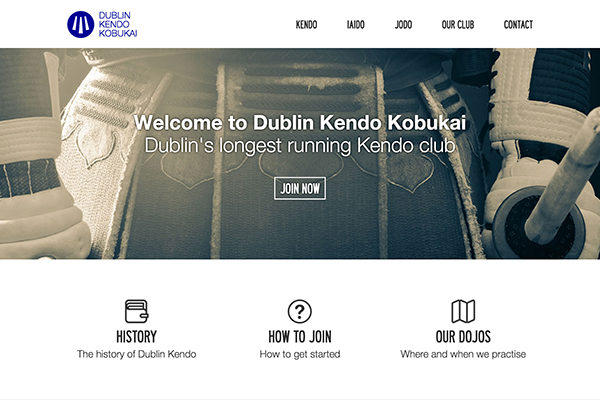 DUBLIN
KENDO
KOBUKAI
KENDO IAIDO JODO OUR CLUB CONTACT
Welcome to Dublin Kendo Kobukai
Dublin's longest running Kendo club
JOIN NOW
HISTORY
The history of Dublin Kendo
?
HOW TO JOIN
How to get started
OUR DOJOS
Where and when we practise